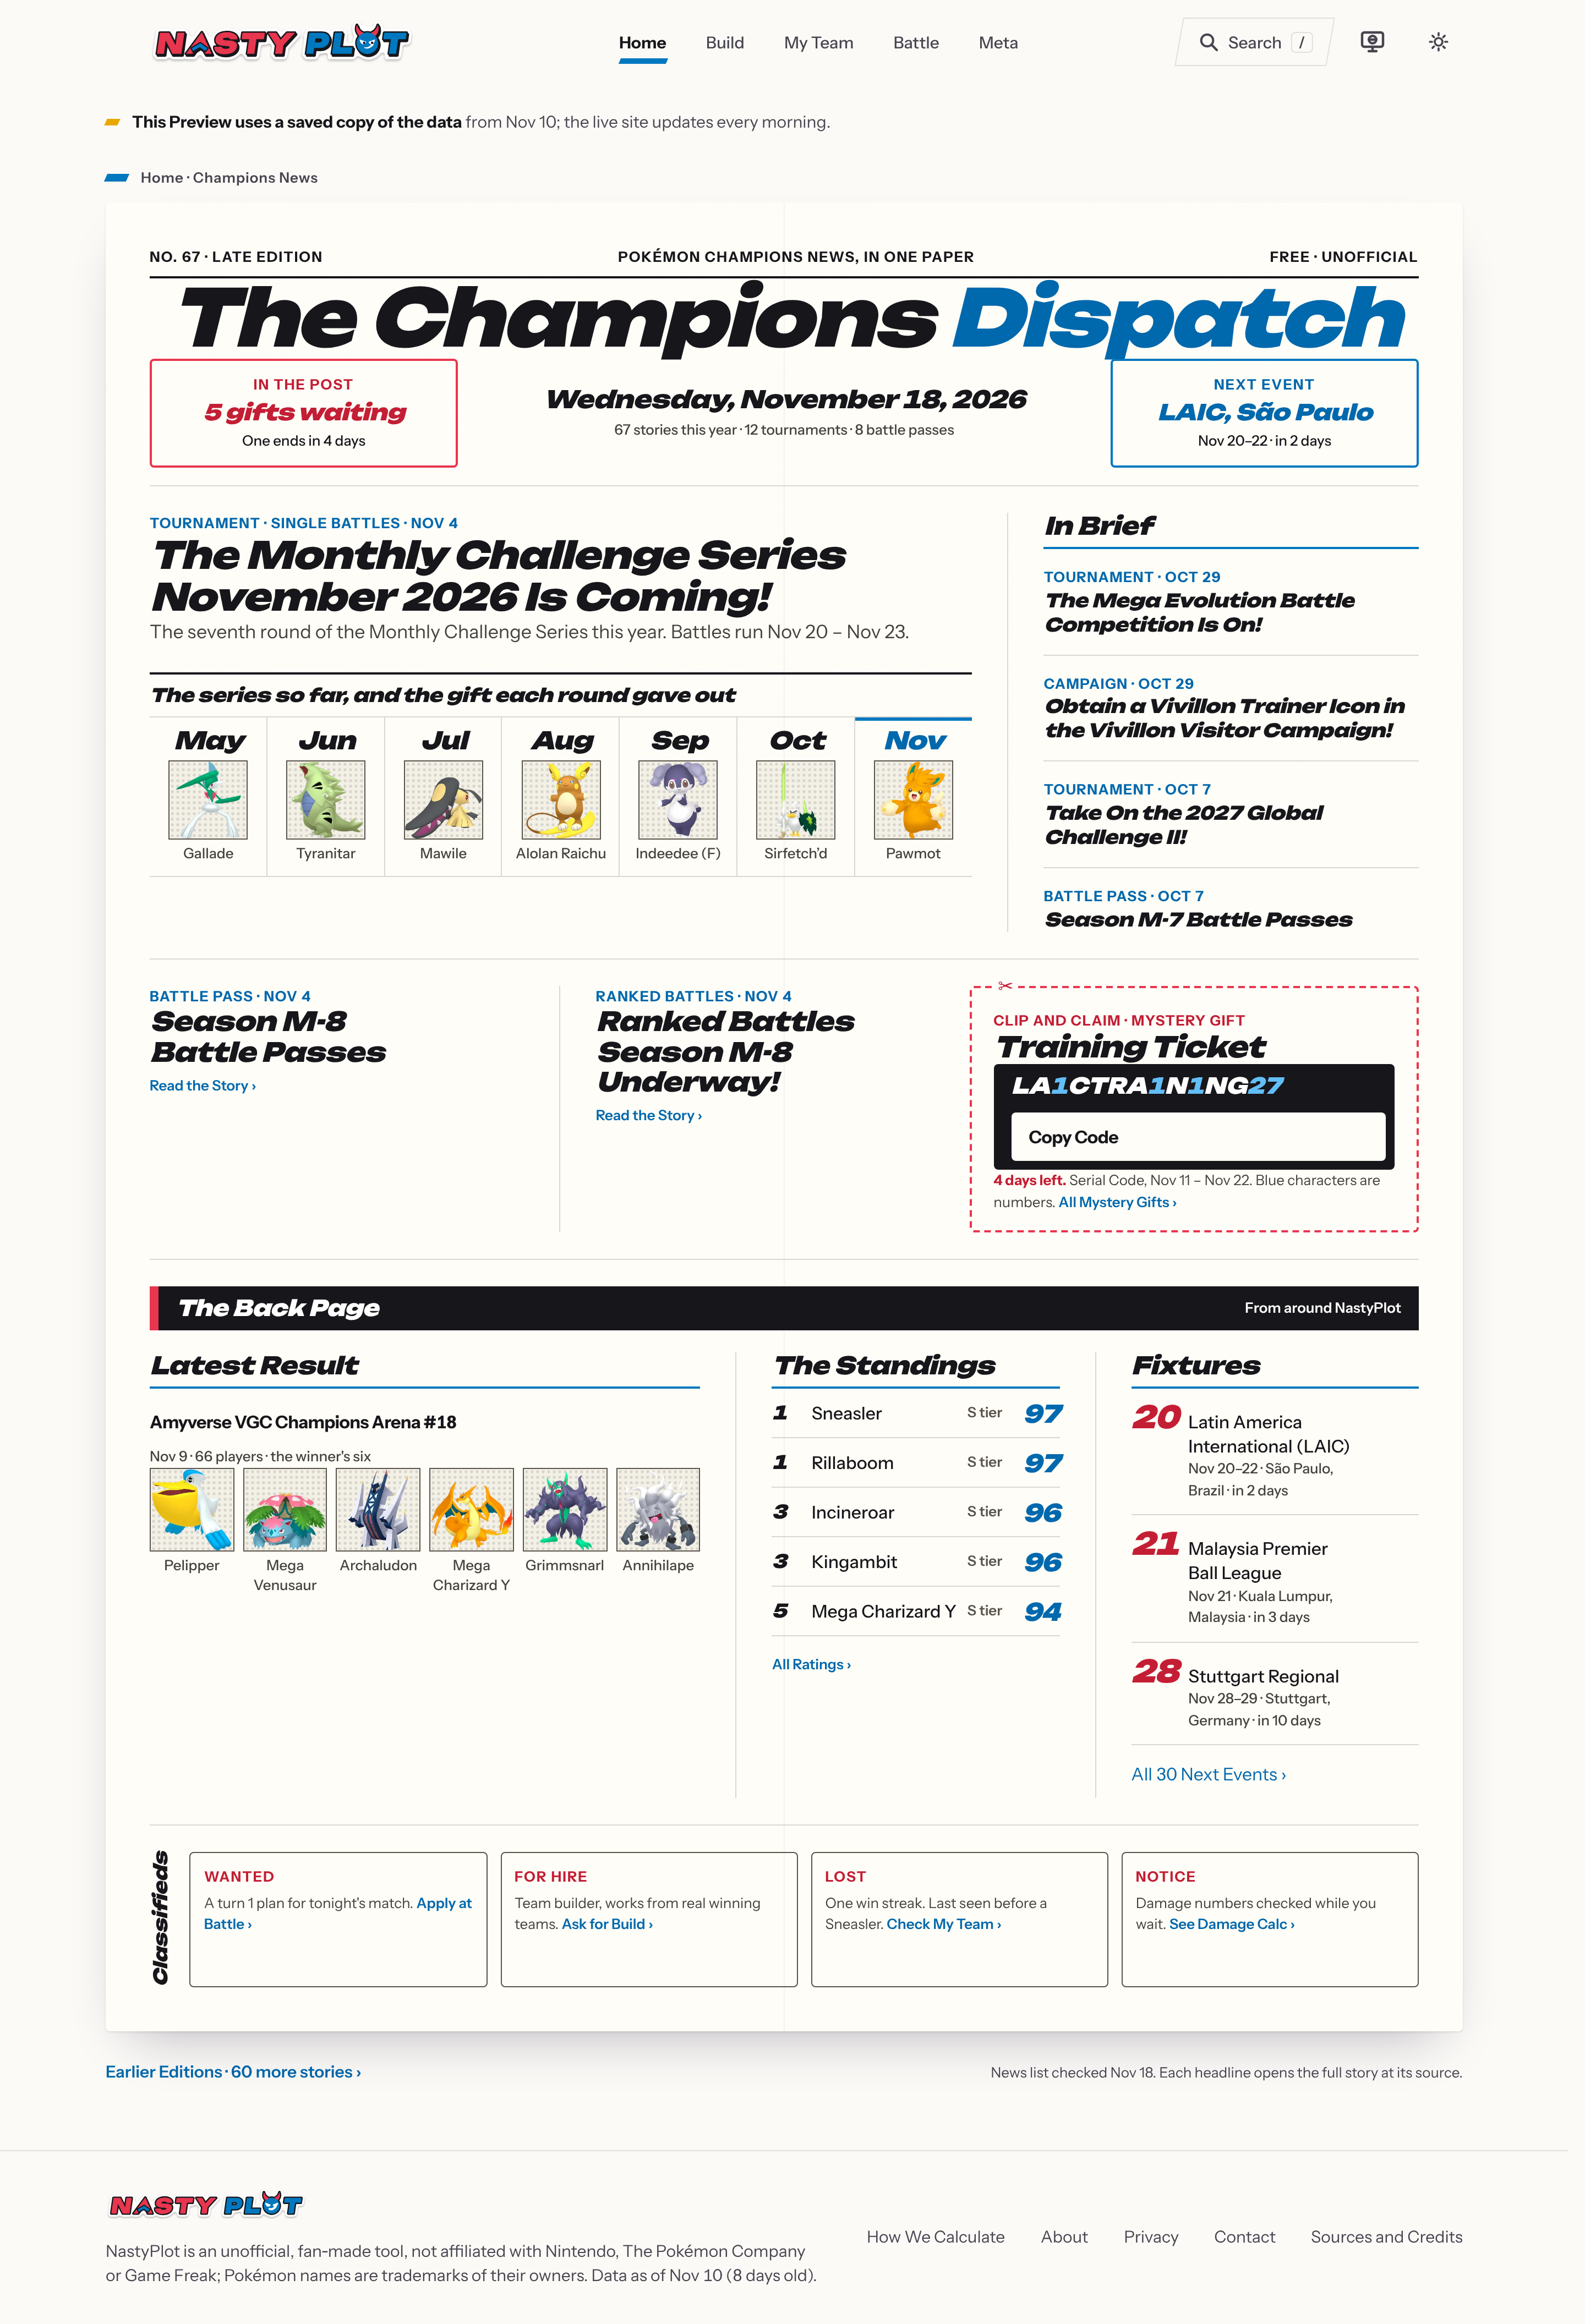 NASTY PLOT
Home
Build
My Team
Battle
Meta
Search /
This Preview uses a saved copy of the data from Nov 10; the live site updates every morning.
Home · Champions News
NO. 67 · LATE EDITION
POKÉMON CHAMPIONS NEWS, IN ONE PAPER
FREE · UNOFFICIAL
The Champions Dispatch
IN THE POST
5 gifts waiting
One ends in 4 days
Wednesday, November 18, 2026
67 stories this year · 12 tournaments · 8 battle passes
NEXT EVENT
LAIC, São Paulo
Nov 20–22 · in 2 days
TOURNAMENT · SINGLE BATTLES · NOV 4
The Monthly Challenge Series
November 2026 Is Coming!
The seventh round of the Monthly Challenge Series this year. Battles run Nov 20 – Nov 23.
The series so far, and the gift each round gave out
May
Jun
Jul
Aug
Sep
Oct
Nov
Gallade
Tyranitar
Mawile
Alolan Raichu
Indeedee (F)
Sirfetch’d
Pawmot
In Brief
TOURNAMENT · OCT 29
The Mega Evolution Battle
Competition Is On!
CAMPAIGN · OCT 29
Obtain a Vivillon Trainer Icon in
the Vivillon Visitor Campaign!
TOURNAMENT · OCT 7
Take On the 2027 Global
Challenge II!
BATTLE PASS · OCT 7
Season M-7 Battle Passes
BATTLE PASS · NOV 4
Season M-8
Battle Passes
Read the Story ›
RANKED BATTLES · NOV 4
Ranked Battles
Season M-8
Underway!
Read the Story ›
CLIP AND CLAIM · MYSTERY GIFT
Training Ticket
LA1CTRA1N1NG27
Copy Code
4 days left. Serial Code, Nov 11 – Nov 22. Blue characters are
numbers. All Mystery Gifts ›
The Back Page
From around NastyPlot
Latest Result
Amyverse VGC Champions Arena #18
Nov 9 · 66 players · the winner's six
Pelipper
Mega
Venusaur
Archaludon
Mega
Charizard Y
Grimmsnarl
Annihilape
The Standings
1 Sneasler S tier 97
1 Rillaboom S tier 97
3 Incineroar S tier 96
3 Kingambit S tier 96
5 Mega Charizard Y S tier 94
All Ratings ›
Fixtures
20 Latin America
International (LAIC)
Nov 20–22 · São Paulo,
Brazil · in 2 days
21 Malaysia Premier
Ball League
Nov 21 · Kuala Lumpur,
Malaysia · in 3 days
28 Stuttgart Regional
Nov 28–29 · Stuttgart,
Germany · in 10 days
All 30 Next Events ›
Classifieds
WANTED
A turn 1 plan for tonight's match. Apply at
Battle ›
FOR HIRE
Team builder, works from real winning
teams. Ask for Build ›
LOST
One win streak. Last seen before a
Sneasler. Check My Team ›
NOTICE
Damage numbers checked while you
wait. See Damage Calc ›
Earlier Editions · 60 more stories ›
News list checked Nov 18. Each headline opens the full story at its source.
NASTY PLOT
NastyPlot is an unofficial, fan-made tool, not affiliated with Nintendo, The Pokémon Company
or Game Freak; Pokémon names are trademarks of their owners. Data as of Nov 10 (8 days old).
How We Calculate
About
Privacy
Contact
Sources and Credits